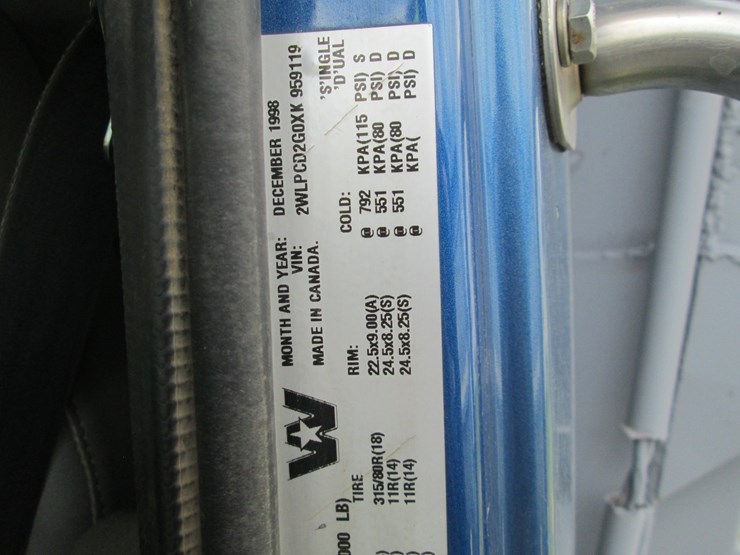 MONTH AND YEAR: DECEMBER 1998
VIN: 2WLPCD2G0XK 959119
MADE IN CANADA.
'S'INGLE
'D'UAL
000 LB) TIRE RIM: COLD:
) 315/80R(18) 22.5x9.00(A) @ 792 KPA(115 PSI) S
) 11R(14) 24.5x8.25(S) @ 551 KPA(80 PSI) D
) 11R(14) 24.5x8.25(S) @ 551 KPA(80 PSI) D
@ KPA( PSI) D